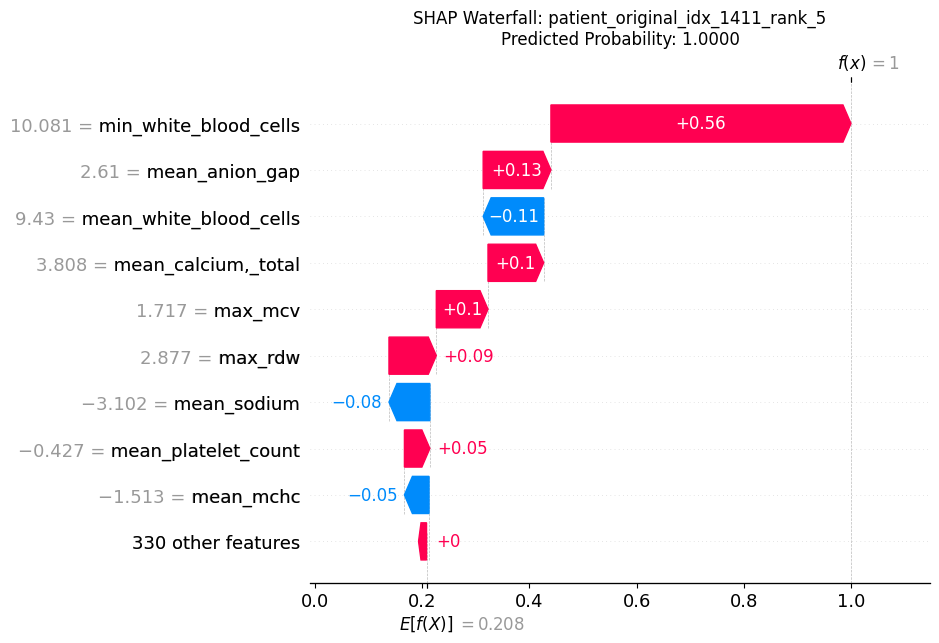 SHAP Waterfall: patient_original_idx_1411_rank_5
Predicted Probability: 1.0000
f(x) = 1
10.081 = min_white_blood_cells +0.56
2.61 = mean_anion_gap +0.13
9.43 = mean_white_blood_cells −0.11
3.808 = mean_calcium,_total +0.1
1.717 = max_mcv +0.1
2.877 = max_rdw +0.09
−3.102 = mean_sodium −0.08
−0.427 = mean_platelet_count +0.05
−1.513 = mean_mchc −0.05
330 other features +0
0.0 0.2 0.4 0.6 0.8 1.0
E[f(X)] = 0.208